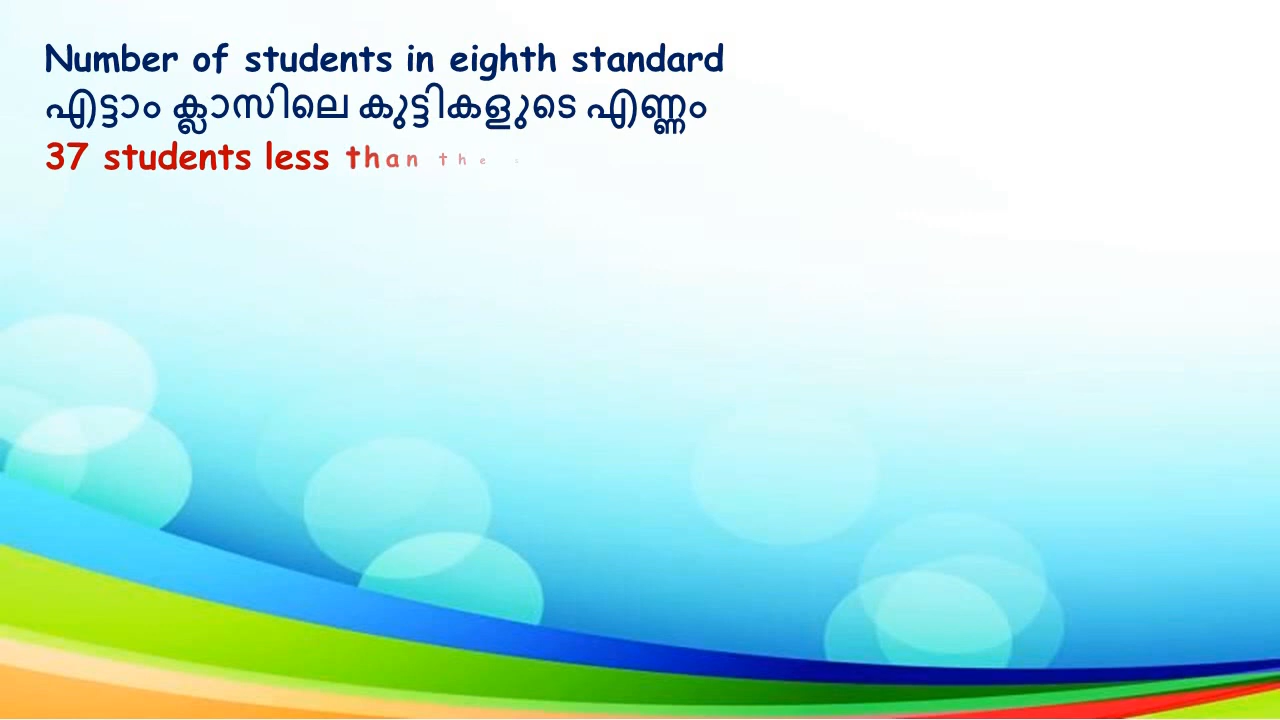 Number of students in eighth standard
എട്ടാം ക്ലാസിലെ കുട്ടികളുടെ എണ്ണം
37 students less than the